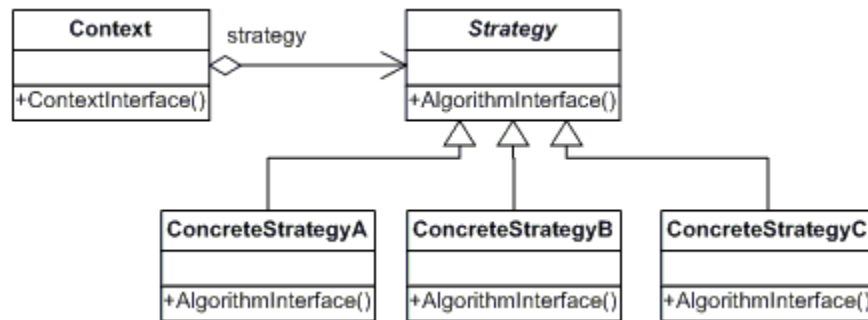 Context
strategy
Strategy
+ContextInterface()
+AlgorithmInterface()
ConcreteStrategyA
ConcreteStrategyB
ConcreteStrategyC
+AlgorithmInterface()
+AlgorithmInterface()
+AlgorithmInterface()